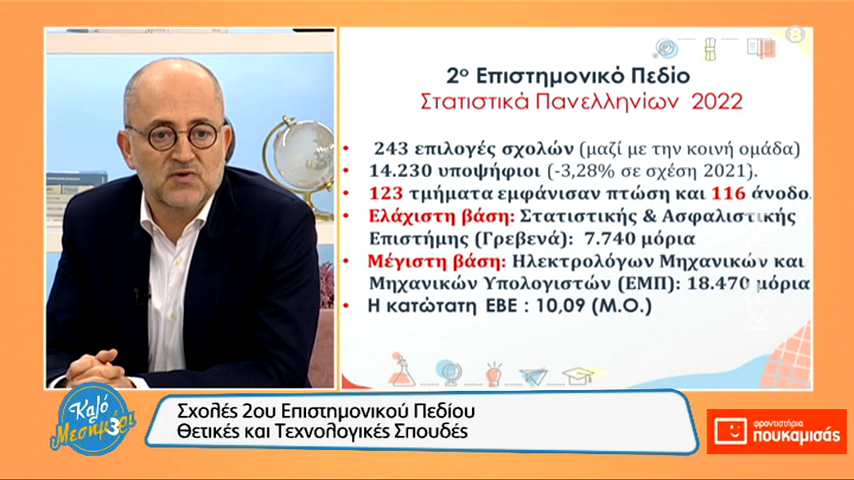 2ο Επιστημονικό Πεδίο
Στατιστικά Πανελληνίων 2022
• 243 επιλογές σχολών (μαζί με την κοινή ομάδα)
• 14.230 υποψήφιοι (-3,28% σε σχέση 2021).
• 123 τμήματα εμφάνισαν πτώση και 116 άνοδο.
• Ελάχιστη βάση: Στατιστικής & Ασφαλιστικής
Επιστήμης (Γρεβενά): 7.740 μόρια
• Μέγιστη βάση: Ηλεκτρολόγων Μηχανικών και
Μηχανικών Υπολογιστών (ΕΜΠ): 18.470 μόρια
• Η κατώτατη ΕΒΕ : 10,09 (Μ.Ο.)
Καλό
Μεσημέρι
3
Σχολές 2ου Επιστημονικού Πεδίου
Θετικές και Τεχνολογικές Σπουδές
φροντιστήρια
πουκαμισάς
8